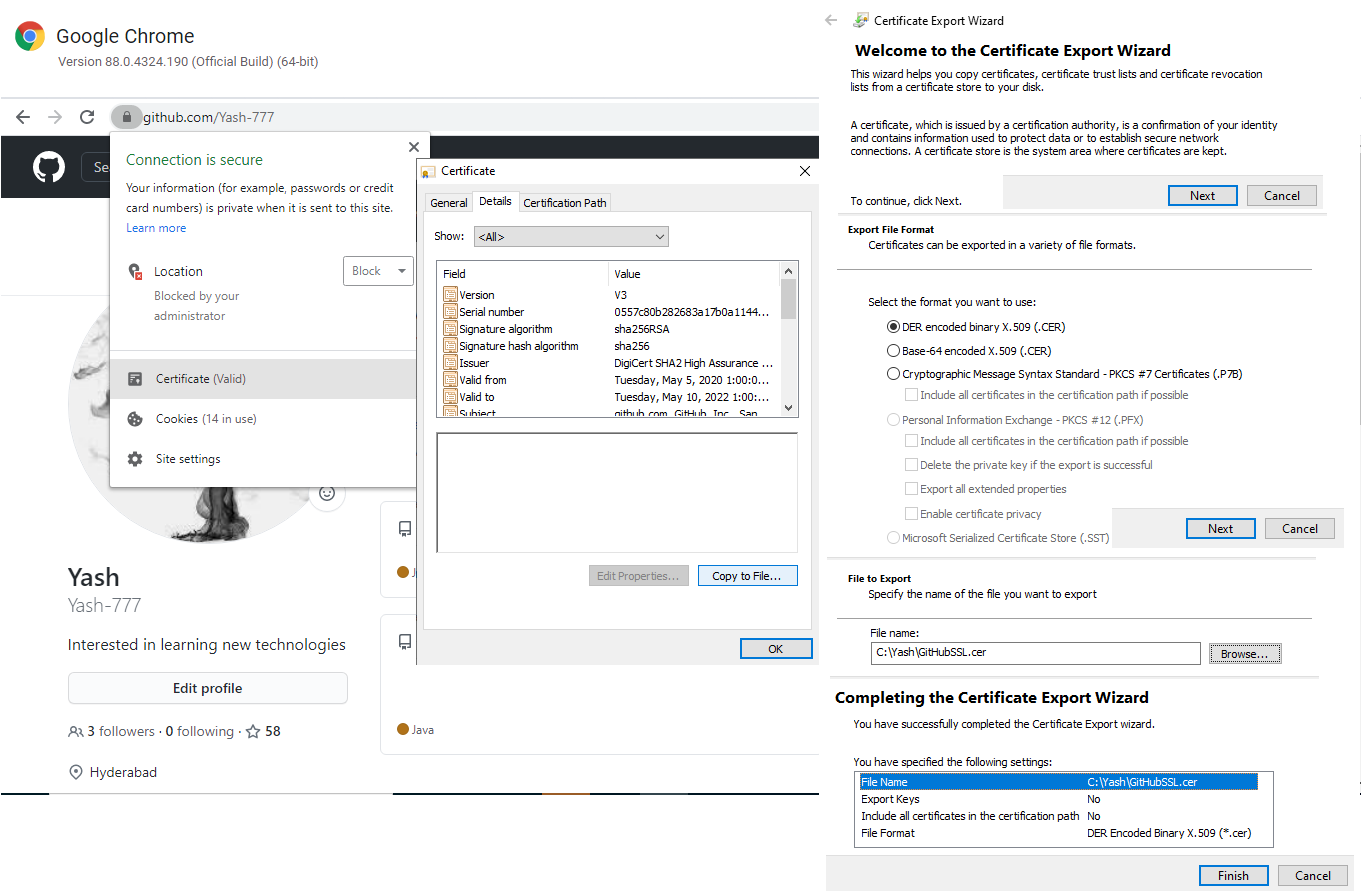 Google Chrome
Version 88.0.4324.190 (Official Build) (64-bit)
github.com/Yash-777
Se
Connection is secure
Your information (for example, passwords or credit
card numbers) is private when it is sent to this site.
Learn more
Location
Block
Blocked by your
administrator
Certificate (Valid)
Cookies (14 in use)
Site settings
Yash
Yash-777
Interested in learning new technologies
Edit profile
3 followers · 0 following · 58
Hyderabad
Java
Certificate
General
Details
Certification Path
Show:
<All>
Field Value
Version V3
Serial number 0557c80b282683a17b0a1144...
Signature algorithm sha256RSA
Signature hash algorithm sha256
Issuer DigiCert SHA2 High Assurance ...
Valid from Tuesday, May 5, 2020 1:00:0...
Valid to Tuesday, May 10, 2022 1:00:...
Subject github.com, GitHub, Inc., San
Edit Properties...
Copy to File...
OK
Certificate Export Wizard
Welcome to the Certificate Export Wizard
This wizard helps you copy certificates, certificate trust lists and certificate revocation
lists from a certificate store to your disk.
A certificate, which is issued by a certification authority, is a confirmation of your identity
and contains information used to protect data or to establish secure network
connections. A certificate store is the system area where certificates are kept.
To continue, click Next.
Next
Cancel
Export File Format
Certificates can be exported in a variety of file formats.
Select the format you want to use:
DER encoded binary X.509 (.CER)
Base-64 encoded X.509 (.CER)
Cryptographic Message Syntax Standard - PKCS #7 Certificates (.P7B)
Include all certificates in the certification path if possible
Personal Information Exchange - PKCS #12 (.PFX)
Include all certificates in the certification path if possible
Delete the private key if the export is successful
Export all extended properties
Enable certificate privacy
Microsoft Serialized Certificate Store (.SST)
Next
Cancel
File to Export
Specify the name of the file you want to export
File name:
C:\Yash\GitHubSSL.cer
Browse...
Completing the Certificate Export Wizard
You have successfully completed the Certificate Export wizard.
You have specified the following settings:
File Name C:\Yash\GitHubSSL.cer
Export Keys No
Include all certificates in the certification path No
File Format DER Encoded Binary X.509 (*.cer)
Finish
Cancel